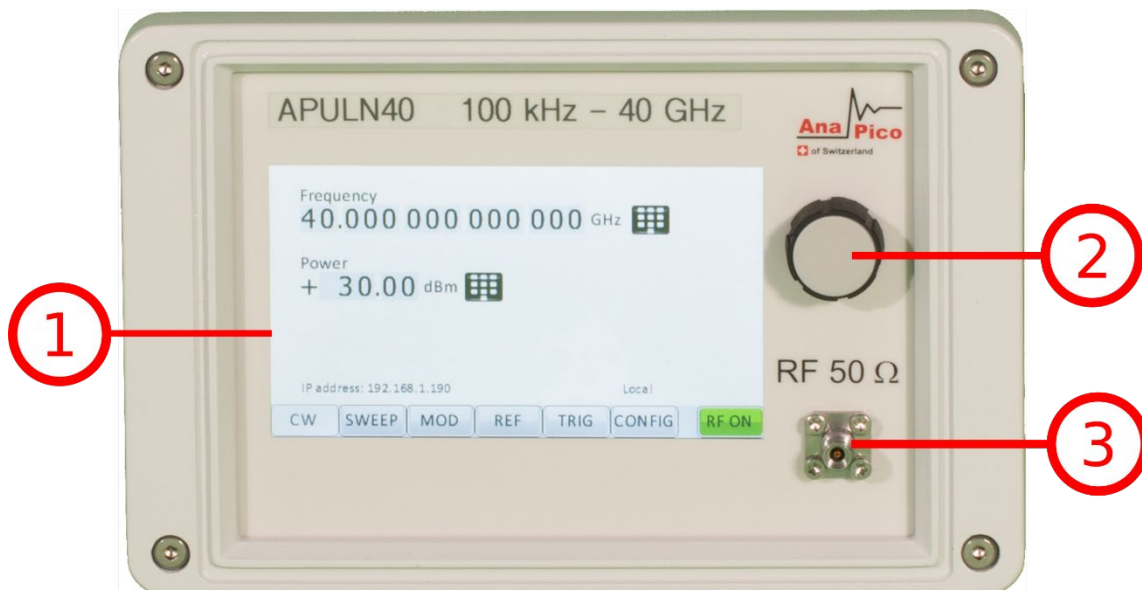 APULN40 100 kHz – 40 GHz
Ana Pico
of Switzerland
Frequency
40.000 000 000 000 GHz
Power
+ 30.00 dBm
IP address: 192.168.1.190 Local
CW SWEEP MOD REF TRIG CONFIG RF ON
RF 50 Ω
1
2
3